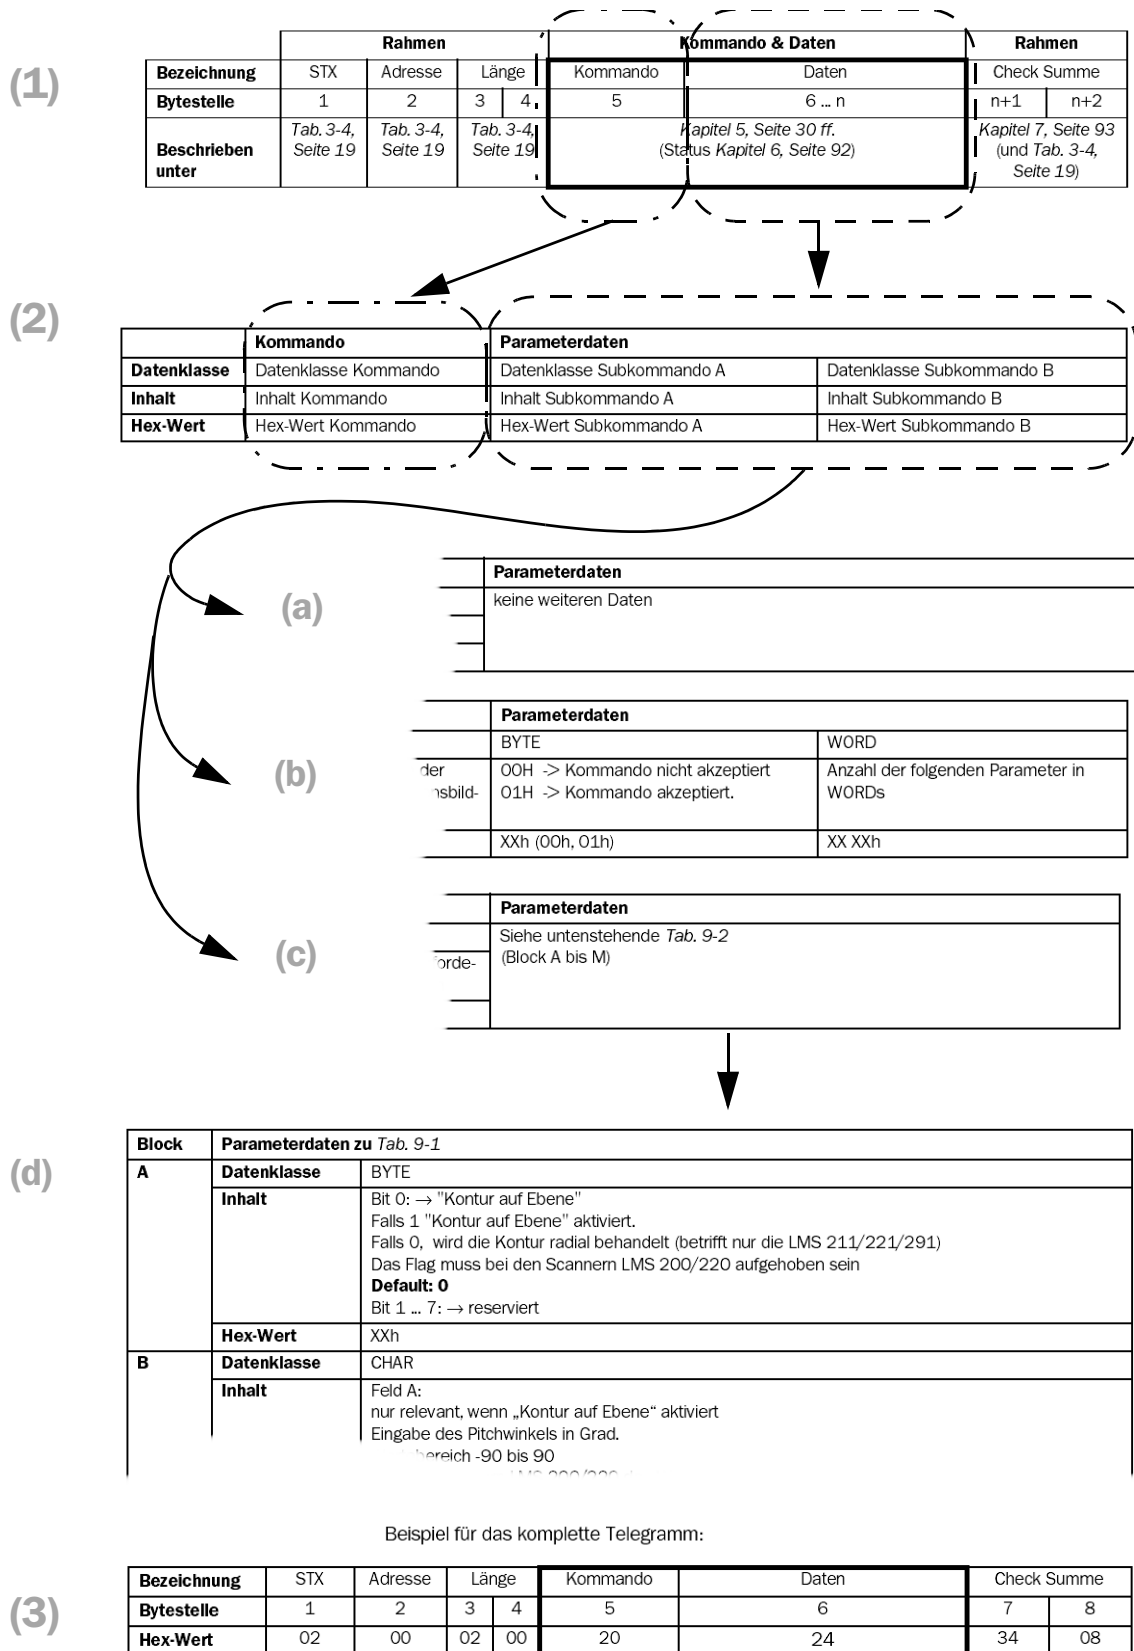 Rahmen Kommando & Daten Rahmen
(1)
Bezeichnung STX Adresse Länge Kommando Daten Check Summe
Bytestelle 1 2 3 4 5 6 ... n n+1 n+2
Tab. 3-4, Tab. 3-4, Tab. 3-4, Kapitel 5, Seite 30 ff. Kapitel 7, Seite 93
Beschrieben Seite 19 Seite 19 Seite 19 (Status Kapitel 6, Seite 92) (und Tab. 3-4,
unter Seite 19)
(2)
Kommando Parameterdaten
Datenklasse Datenklasse Kommando Datenklasse Subkommando A Datenklasse Subkommando B
Inhalt Inhalt Kommando Inhalt Subkommando A Inhalt Subkommando B
Hex-Wert Hex-Wert Kommando Hex-Wert Subkommando A Hex-Wert Subkommando B
Parameterdaten
(a) keine weiteren Daten
Parameterdaten
BYTE WORD
(b) der 00H -> Kommando nicht akzeptiert Anzahl der folgenden Parameter in
nsbild- 01H -> Kommando akzeptiert. WORDs
XXh (00h, 01h) XX XXh
Parameterdaten
Siehe untenstehende Tab. 9-2
(c) forde- (Block A bis M)
Block Parameterdaten zu Tab. 9-1
(d)
A Datenklasse BYTE
Inhalt Bit 0: → "Kontur auf Ebene"
Falls 1 "Kontur auf Ebene" aktiviert.
Falls 0, wird die Kontur radial behandelt (betrifft nur die LMS 211/221/291)
Das Flag muss bei den Scannern LMS 200/220 aufgehoben sein
Default: 0
Bit 1 ... 7: → reserviert
Hex-Wert XXh
B Datenklasse CHAR
Inhalt Feld A:
nur relevant, wenn „Kontur auf Ebene“ aktiviert
Eingabe des Pitchwinkels in Grad.
bereich -90 bis 90
Beispiel für das komplette Telegramm:
(3)
Bezeichnung STX Adresse Länge Kommando Daten Check Summe
Bytestelle 1 2 3 4 5 6 7 8
Hex-Wert 02 00 02 00 20 24 34 08